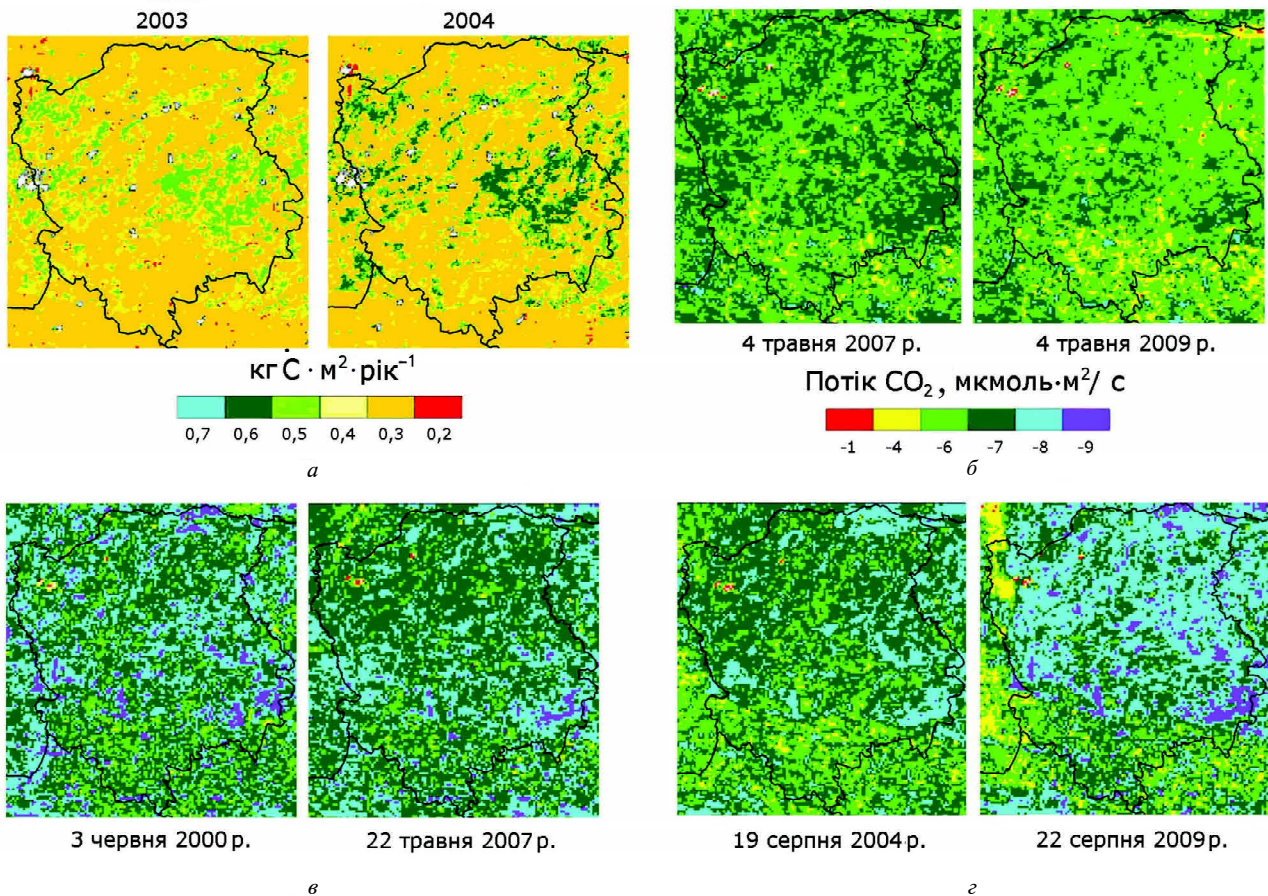 2003 2004
4 травня 2007 р. 4 травня 2009 р.
кг Ċ · м²·рік⁻¹
0,7 0,6 0,5 0,4 0,3 0,2
а
Потік CO₂, мкмоль·м²/ с
-1 -4 -6 -7 -8 -9
б
3 червня 2000 р. 22 травня 2007 р.
в
19 серпня 2004 р. 22 серпня 2009 р.
г